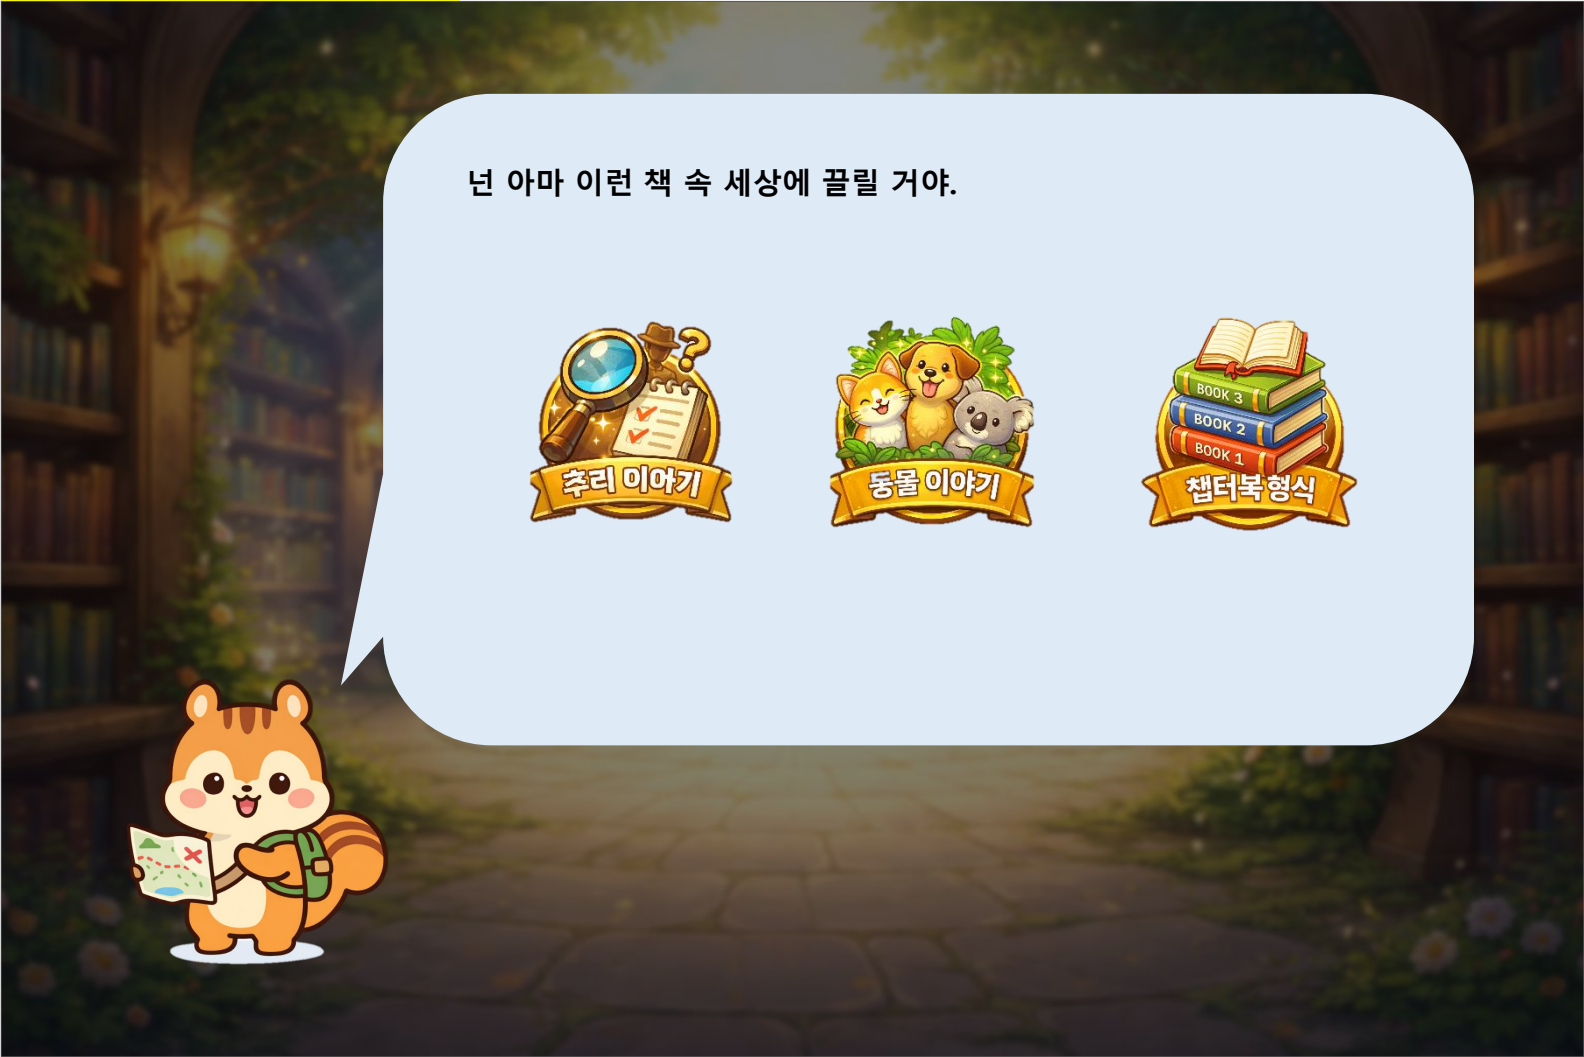 넌 아마 이런 책 속 세상에 끌릴 거야.
?
추리 이야기
동물 이야기
BOOK 3
BOOK 2
BOOK 1
챕터북 형식